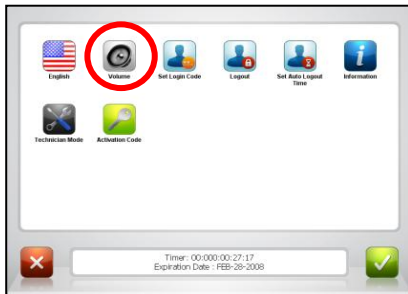 English
Volume
Set Login Code
Logout
Set Auto Logout
Time
Information
Technician Mode
Activation Code
Timer: 00:000:00:27:17
Expiration Date : FEB-28-2008